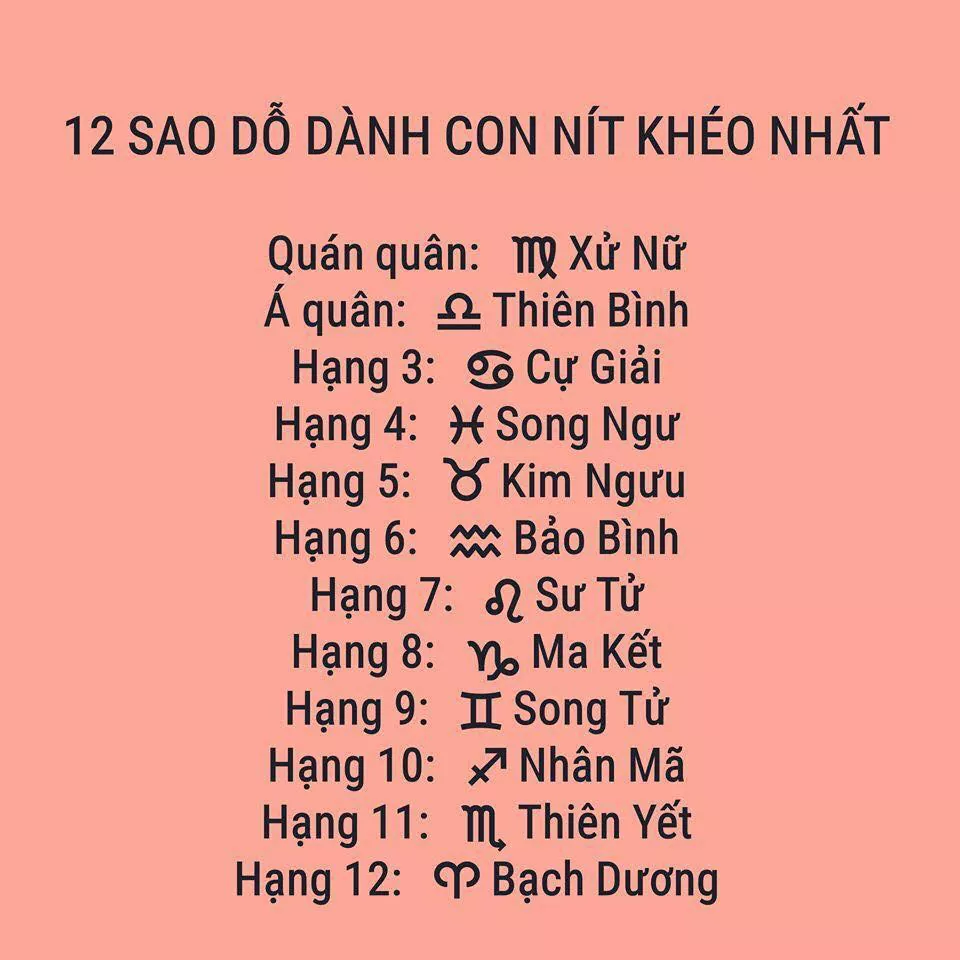 12 SAO DỖ DÀNH CON NÍT KHÉO NHẤT
Quán quân: ♍ Xử Nữ
Á quân: ♎ Thiên Bình
Hạng 3: ♋ Cự Giải
Hạng 4: ♓ Song Ngư
Hạng 5: ♉ Kim Ngưu
Hạng 6: ♒ Bảo Bình
Hạng 7: ♌ Sư Tử
Hạng 8: ♑ Ma Kết
Hạng 9: ♊ Song Tử
Hạng 10: ♐ Nhân Mã
Hạng 11: ♏ Thiên Yết
Hạng 12: ♈ Bạch Dương